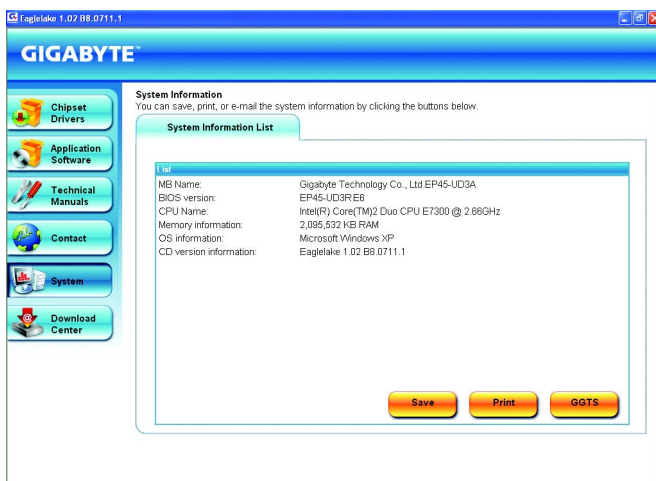 Eaglelake 1.02 B8.0711.1
GIGABYTE™
Chipset
Drivers
Application
Software
Technical
Manuals
Contact
System
Download
Center
System Information
You can save, print, or e-mail the system information by clicking the buttons below.
System Information List
List
MB Name: Gigabyte Technology Co., Ltd.EP45-UD3A
BIOS version: EP45-UD3R E6
CPU Name: Intel(R) Core(TM)2 Duo CPU E7300 @ 2.66GHz
Memory information: 2,095,532 KB RAM
OS information: Microsoft Windows XP
CD version information: Eaglelake 1.02 B8.0711.1
Save
Print
GGTS